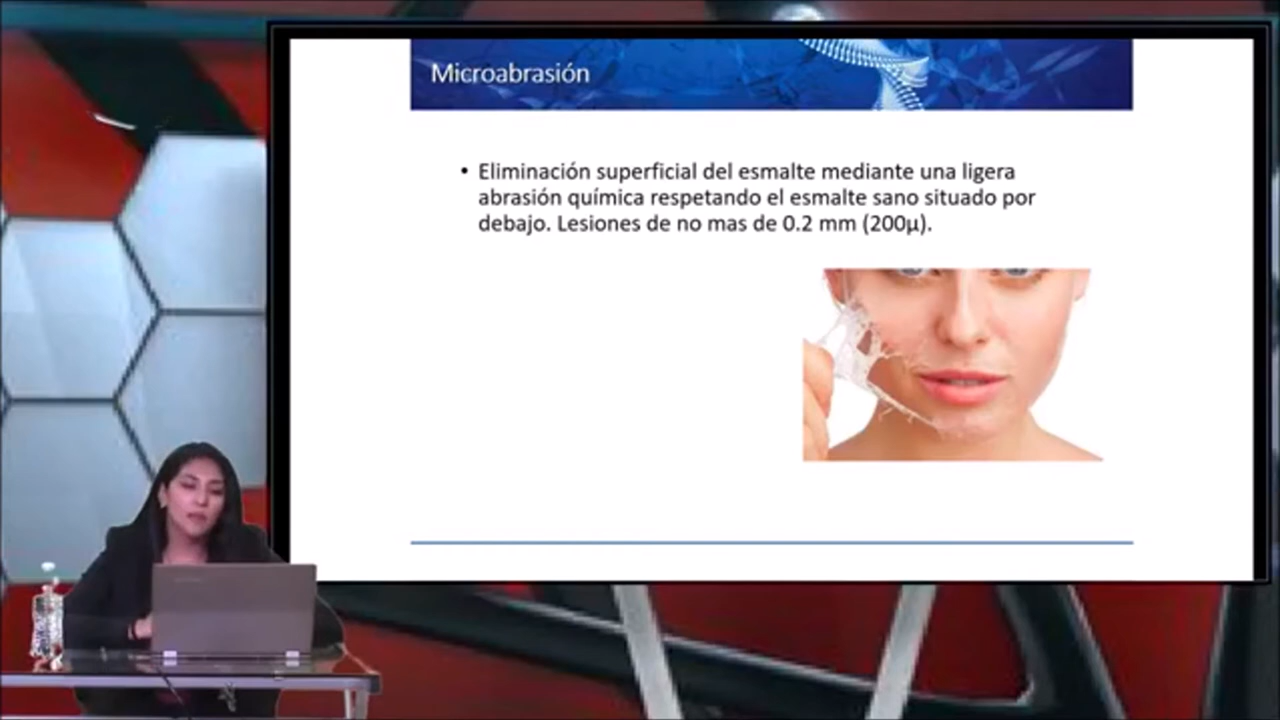 Microabrasión
• Eliminación superficial del esmalte mediante una ligera
abrasión química respetando el esmalte sano situado por
debajo. Lesiones de no mas de 0.2 mm (200µ).